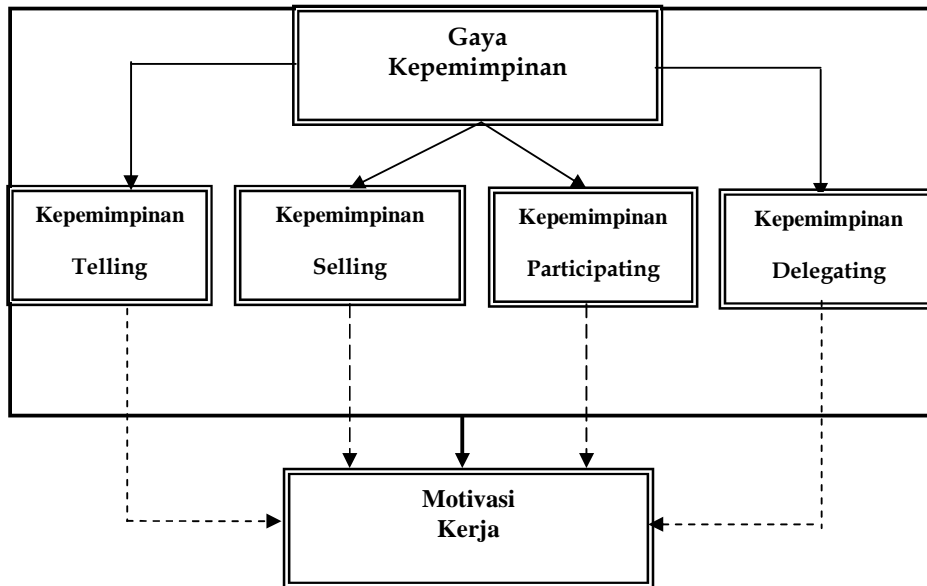 Gaya
Kepemimpinan
Kepemimpinan
Telling
Kepemimpinan
Selling
Kepemimpinan
Participating
Kepemimpinan
Delegating
Motivasi
Kerja